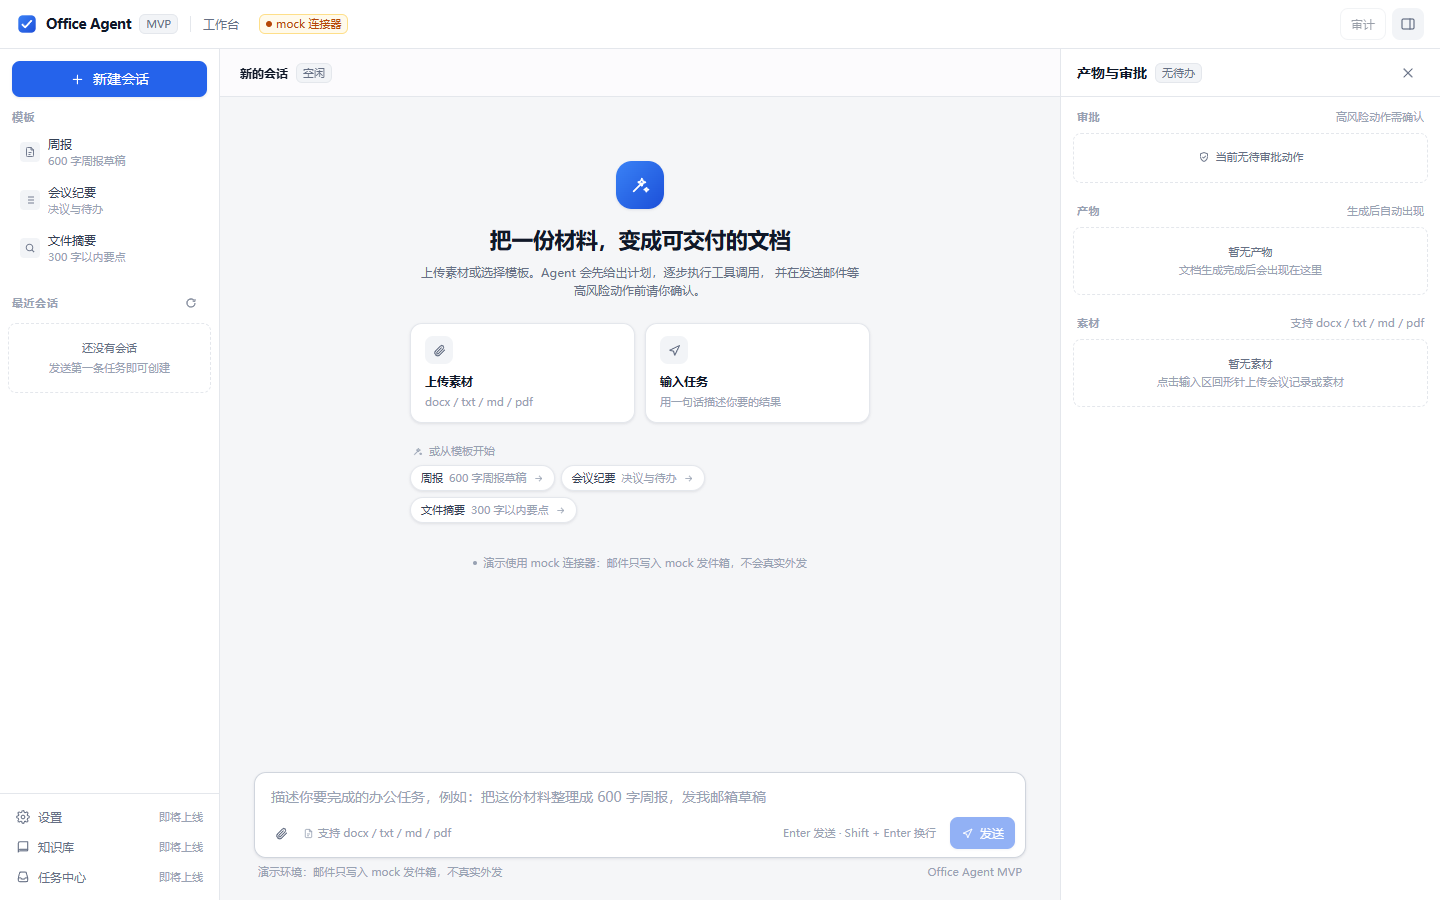 Office Agent MVP 工作台 mock 连接器 审计
新建会话
模板
周报
600 字周报草稿
会议纪要
决议与待办
文件摘要
300 字以内要点
最近会话
还没有会话
发送第一条任务即可创建
设置 即将上线
知识库 即将上线
任务中心 即将上线
新的会话 空闲
把一份材料，变成可交付的文档
上传素材或选择模板。Agent 会先给出计划，逐步执行工具调用， 并在发送邮件等
高风险动作前请你确认。
上传素材
docx / txt / md / pdf
输入任务
用一句话描述你要的结果
或从模板开始
周报 600 字周报草稿 →
会议纪要 决议与待办 →
文件摘要 300 字以内要点 →
演示使用 mock 连接器：邮件只写入 mock 发件箱，不会真实外发
描述你要完成的办公任务，例如：把这份材料整理成 600 字周报，发我邮箱草稿
支持 docx / txt / md / pdf
Enter 发送 · Shift + Enter 换行
发送
演示环境：邮件只写入 mock 发件箱，不真实外发
Office Agent MVP
产物与审批 无待办
审批 高风险动作需确认
当前无待审批动作
产物 生成后自动出现
暂无产物
文档生成完成后会出现在这里
素材 支持 docx / txt / md / pdf
暂无素材
点击输入区回形针上传会议记录或素材